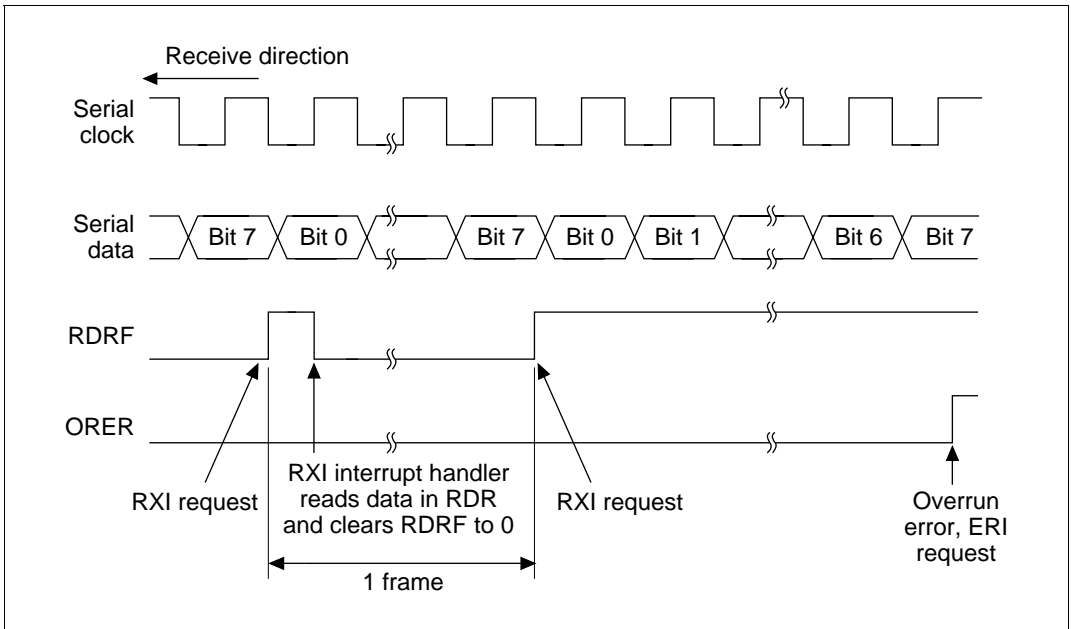 Receive direction
Serial
clock
Serial
data
Bit 7
Bit 0
Bit 7
Bit 0
Bit 1
Bit 6
Bit 7
RDRF
ORER
RXI request
RXI interrupt handler
reads data in RDR
and clears RDRF to 0
RXI request
Overrun
error, ERI
request
1 frame